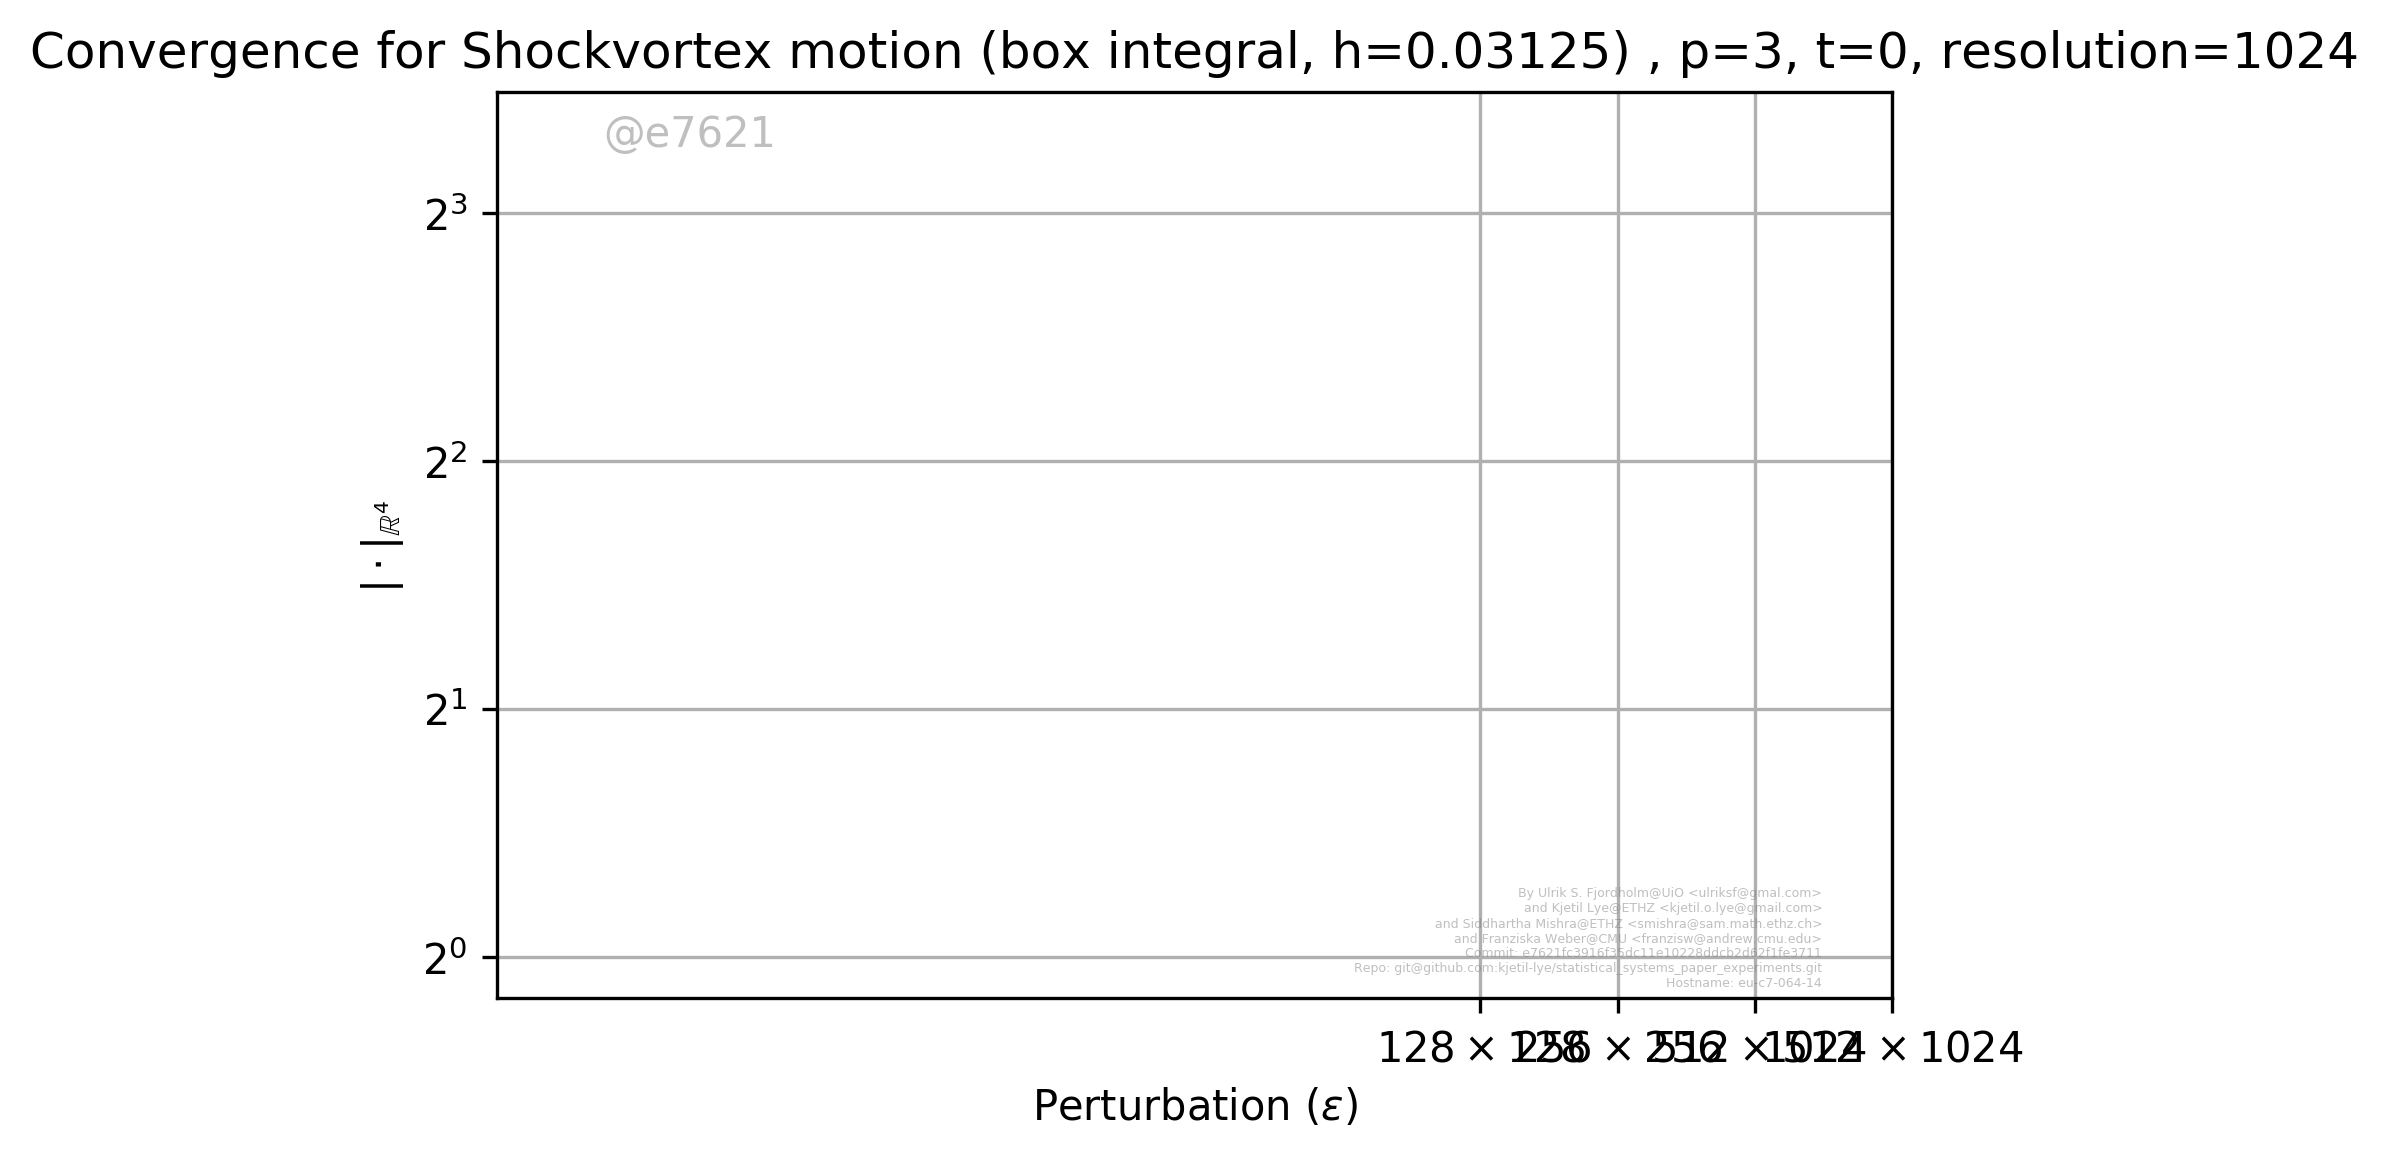 Convergence for Shockvortex motion (box integral, h=0.03125) , p=3, t=0, resolution=1024
@e7621
2³
2²
2¹
2⁰
|·|ℝ⁴
By Ulrik S. Fjordholm@UiO <ulriksf@gmal.com>
and Kjetil Lye@ETHZ <kjetil.o.lye@gmail.com>
and Siddhartha Mishra@ETHZ <smishra@sam.math.ethz.ch>
and Franziska Weber@CMU <franzisw@andrew.cmu.edu>
Commit: e7621fc3916f35dc11e10228ddcb2d62f1fe3711
Repo: git@github.com:kjetil-lye/statistical_systems_paper_experiments.git
Hostname: eu-c7-064-14
128 × 128 256 × 256 512 × 512 1024 × 1024
Perturbation (ε)